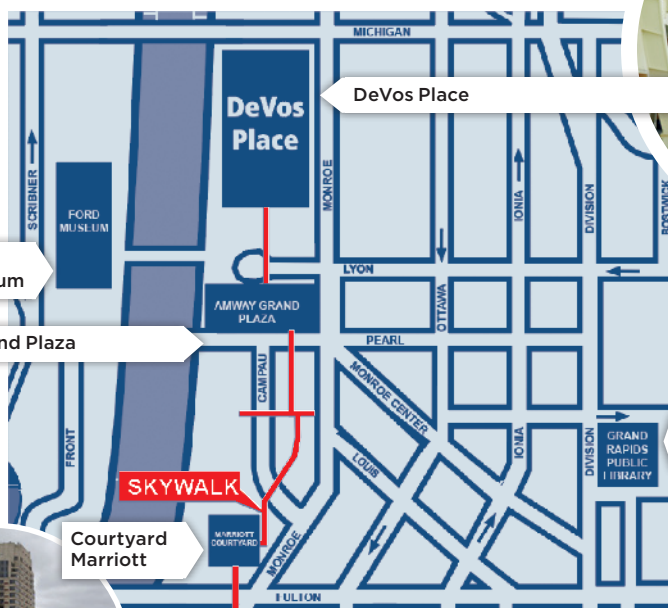 MICHIGAN
DeVos Place
DeVos
Place
MONROE
SCRIBNER
FORD
MUSEUM
IONIA
DIVISION
BOSTWICK
um
LYON
OTTAWA
AMWAY GRAND
PLAZA
nd Plaza
PEARL
CAMPAU
MONROE CENTER
LOUIS
FRONT
IONIA
DIVISION
GRAND
RAPIDS
PUBLIC
LIBRARY
SKYWALK
Courtyard
Marriott
MARRIOTT
COURTYARD
MONROE
FULTON